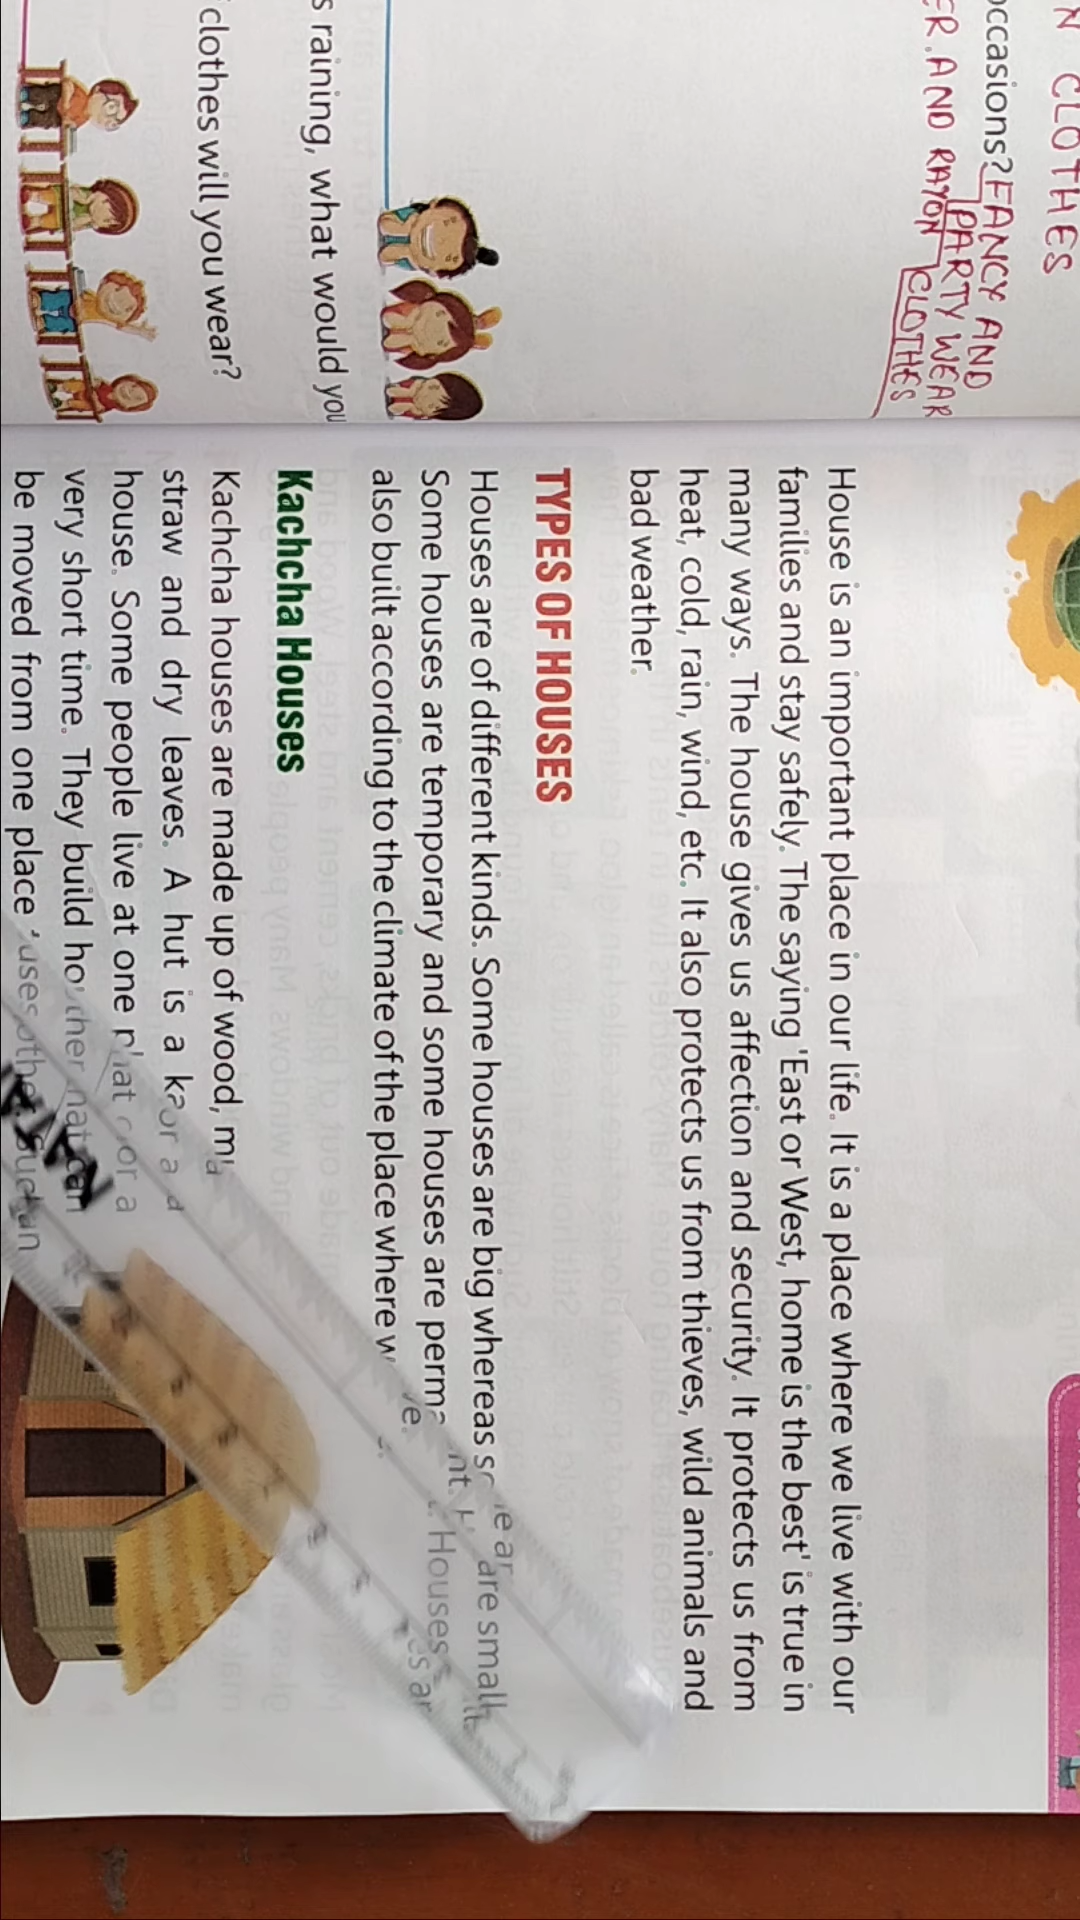 N CLOTHES
occasions? FANCY AND
PARTY WEAR
ER. AND RAYON CLOTHES
s raining, what would you
clothes will you wear?
House is an important place in our life. It is a place where we live with our
families and stay safely. The saying 'East or West, home is the best' is true in
many ways. The house gives us affection and security. It protects us from
heat, cold, rain, wind, etc. It also protects us from thieves, wild animals and
bad weather.
TYPES OF HOUSES
Houses are of different kinds. Some houses are big whereas are small.
Some houses are temporary and some houses are Houses
also built according to the climate of the place where
Kachcha Houses
Kachcha houses are made up of wood,
straw and dry leaves. A hut is a
house. Some people live at one a
very short time. They build can
be moved from one place